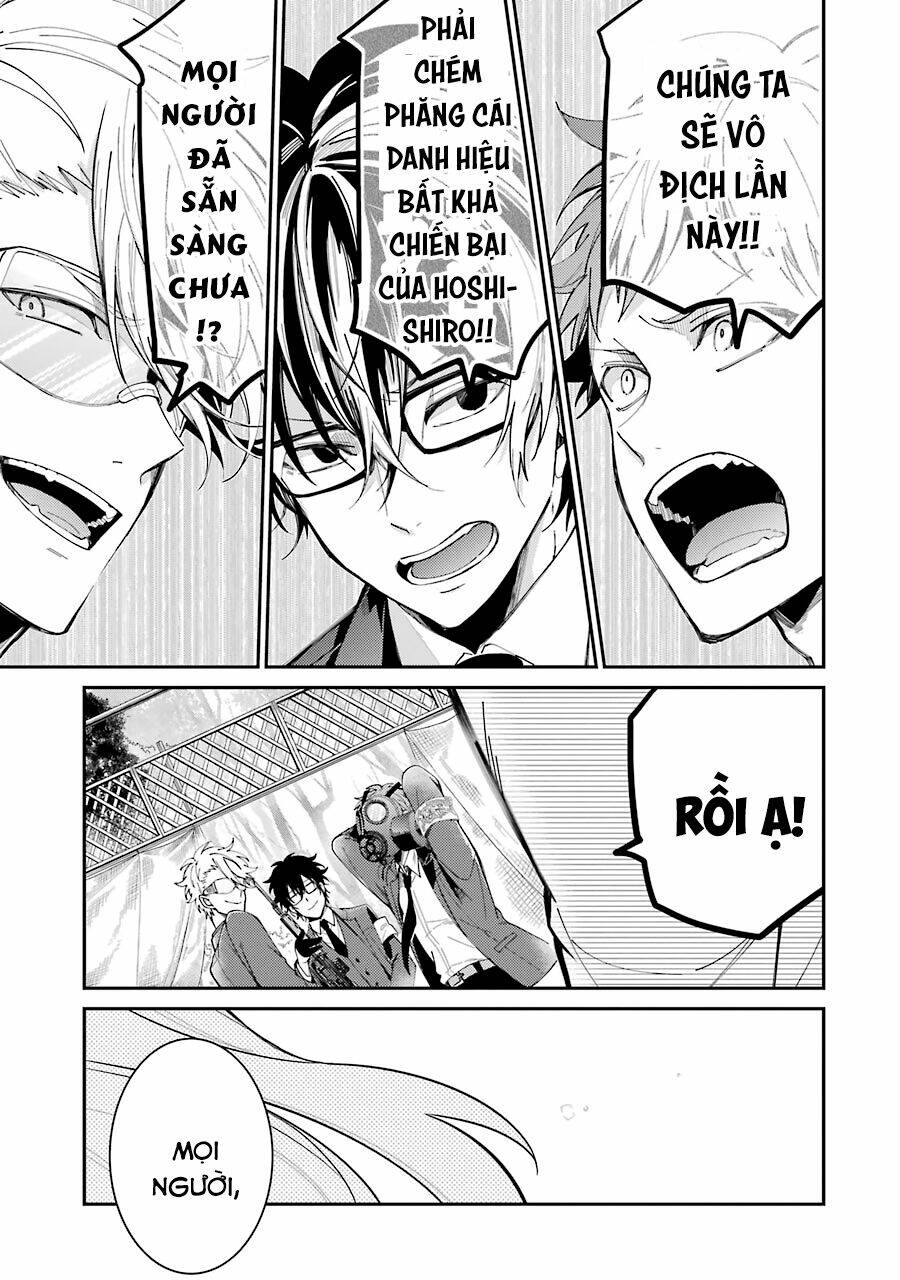 CHÚNG TA
SẼ VÔ
ĐỊCH LẦN
NÀY!!
PHẢI
CHÉM
PHĂNG CÁI
DANH HIỆU
BẤT KHẢ
CHIẾN BẠI
CỦA HOSHI-
SHIRO!!
MỌI
NGƯỜI
ĐÃ
SẴN
SÀNG
CHƯA
!?
RỒI Ạ!
MỌI
NGƯỜI,